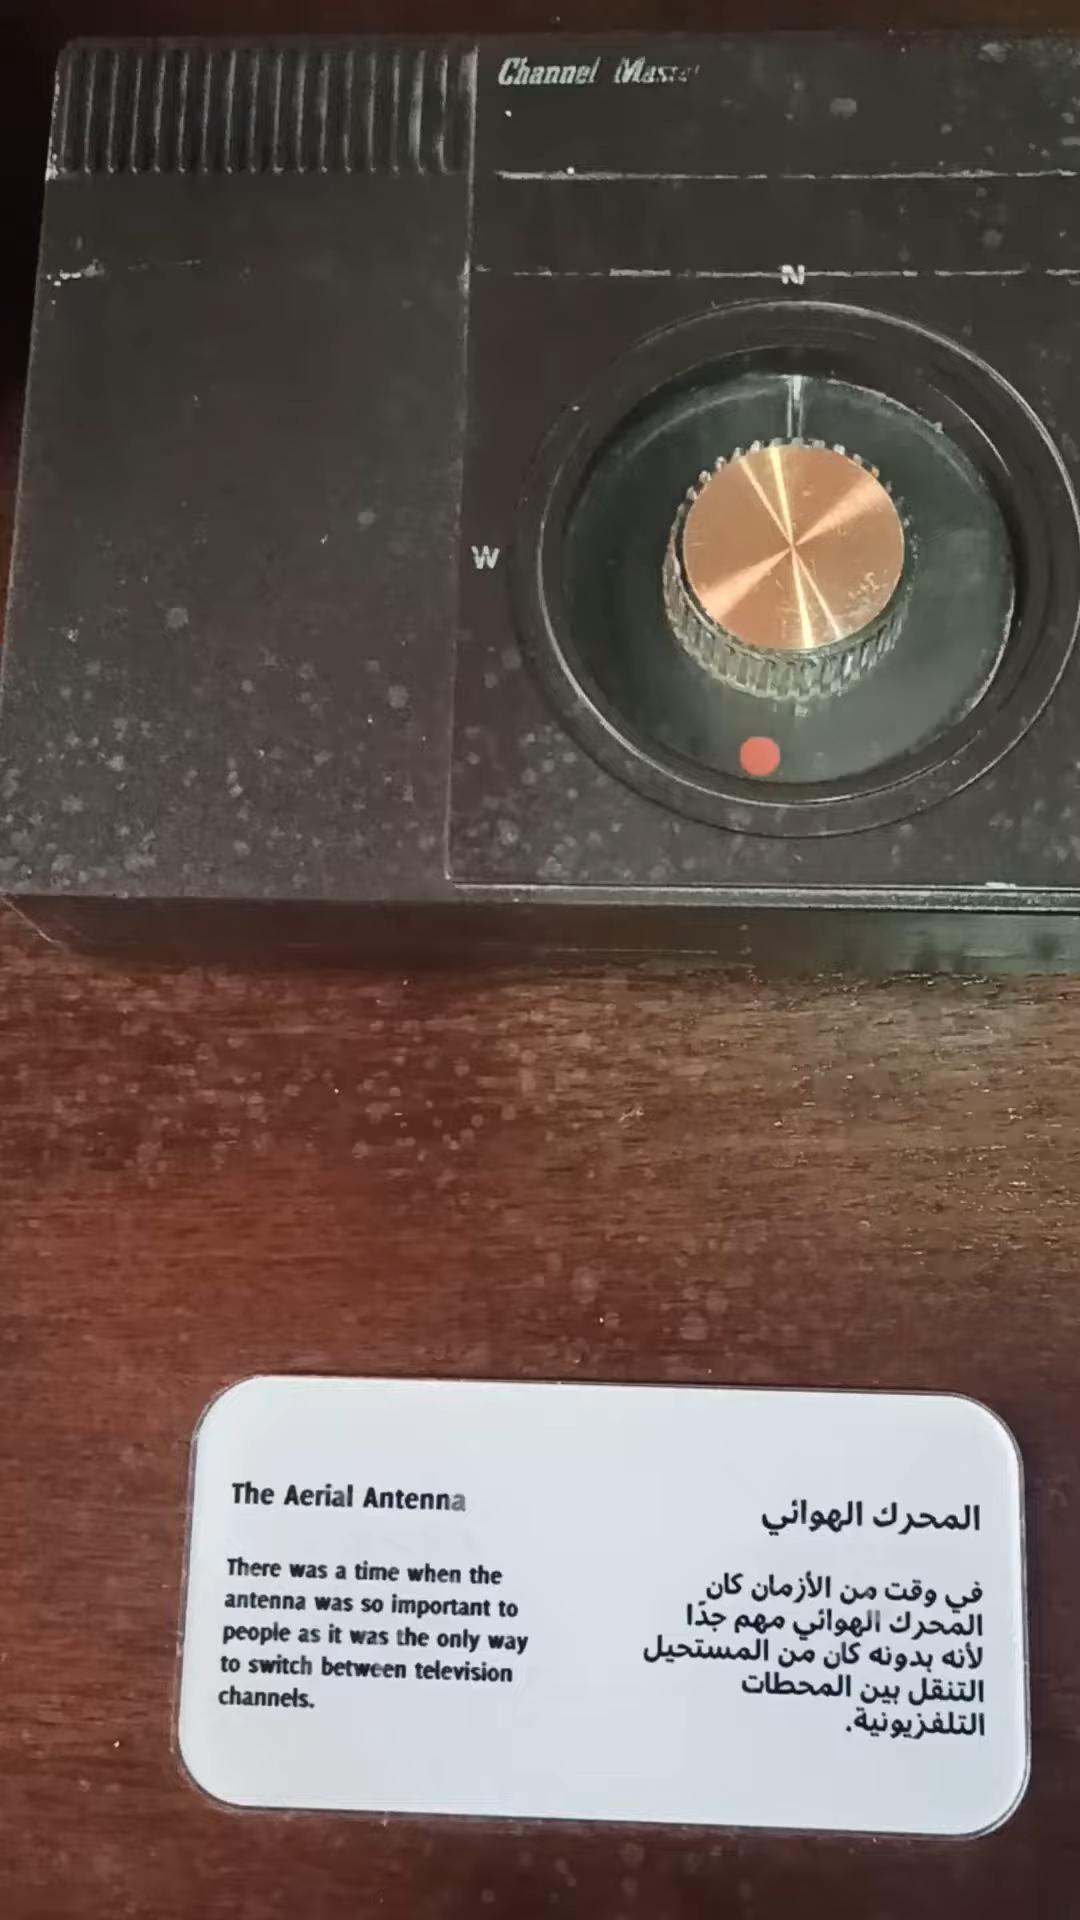 Channel Master
N
W
The Aerial Antenna
There was a time when the
antenna was so important to
people as it was the only way
to switch between television
channels.
المحرك الهوائي
في وقت من الأزمان كان
المحرك الهوائي مهم جدًا
لأنه بدونه كان من المستحيل
التنقل بين المحطات
التلفزيونية.